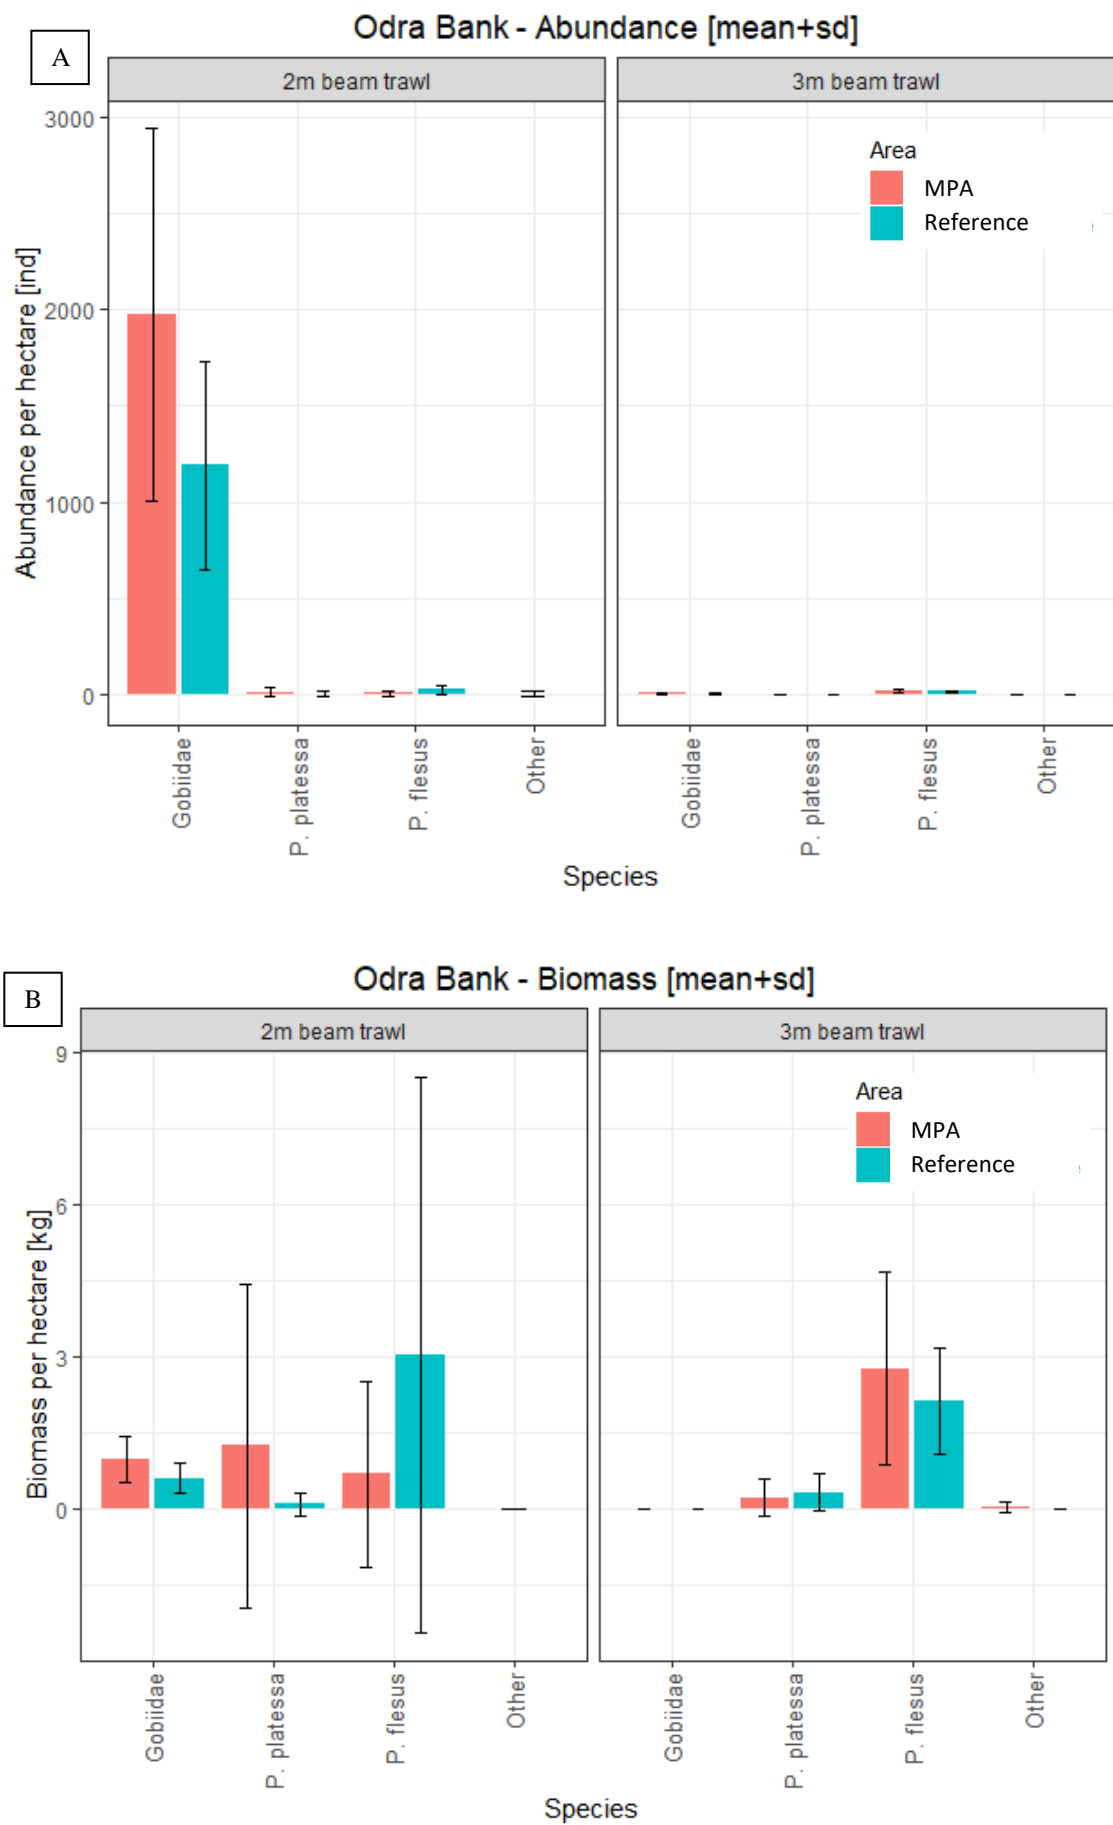 A
Odra Bank - Abundance [mean+sd]
2m beam trawl
3m beam trawl
Area
MPA
Reference
Abundance per hectare [ind]
3000
2000
1000
0
Gobiidae
P. platessa
P. flesus
Other
Gobiidae
P. platessa
P. flesus
Other
Species
B
Odra Bank - Biomass [mean+sd]
2m beam trawl
3m beam trawl
Area
MPA
Reference
Biomass per hectare [kg]
9
6
3
0
Gobiidae
P. platessa
P. flesus
Other
Gobiidae
P. platessa
P. flesus
Other
Species